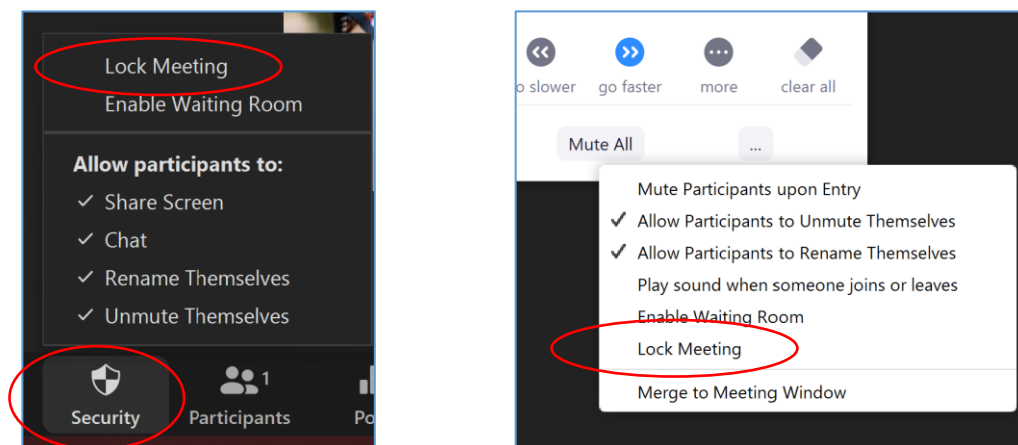 Lock Meeting
Enable Waiting Room
Allow participants to:
Share Screen
Chat
Rename Themselves
Unmute Themselves
1
Security Participants Po
o slower go faster more clear all
Mute All ...
Mute Participants upon Entry
Allow Participants to Unmute Themselves
Allow Participants to Rename Themselves
Play sound when someone joins or leaves
Enable Waiting Room
Lock Meeting
Merge to Meeting Window